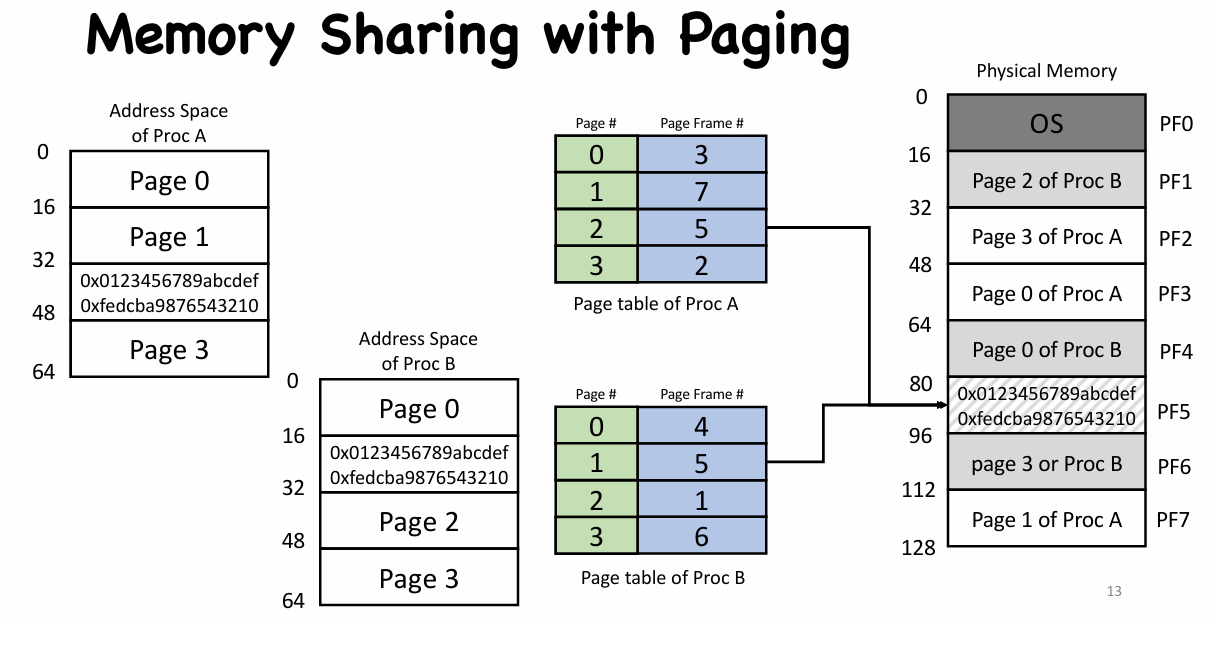 Memory Sharing with Paging
Address Space
of Proc A
0
Page 0
16
Page 1
32
0x0123456789abcdef
0xfedcba9876543210
48
Page 3
64
Address Space
of Proc B
0
Page 0
16
0x0123456789abcdef
0xfedcba9876543210
32
Page 2
48
Page 3
64
Page # Page Frame #
0 3
1 7
2 5
3 2
Page table of Proc A
Page # Page Frame #
0 4
1 5
2 1
3 6
Page table of Proc B
Physical Memory
0
OS PF0
16
Page 2 of Proc B PF1
32
Page 3 of Proc A PF2
48
Page 0 of Proc A PF3
64
Page 0 of Proc B PF4
80
0x0123456789abcdef
0xfedcba9876543210 PF5
96
page 3 or Proc B PF6
112
Page 1 of Proc A PF7
128
13